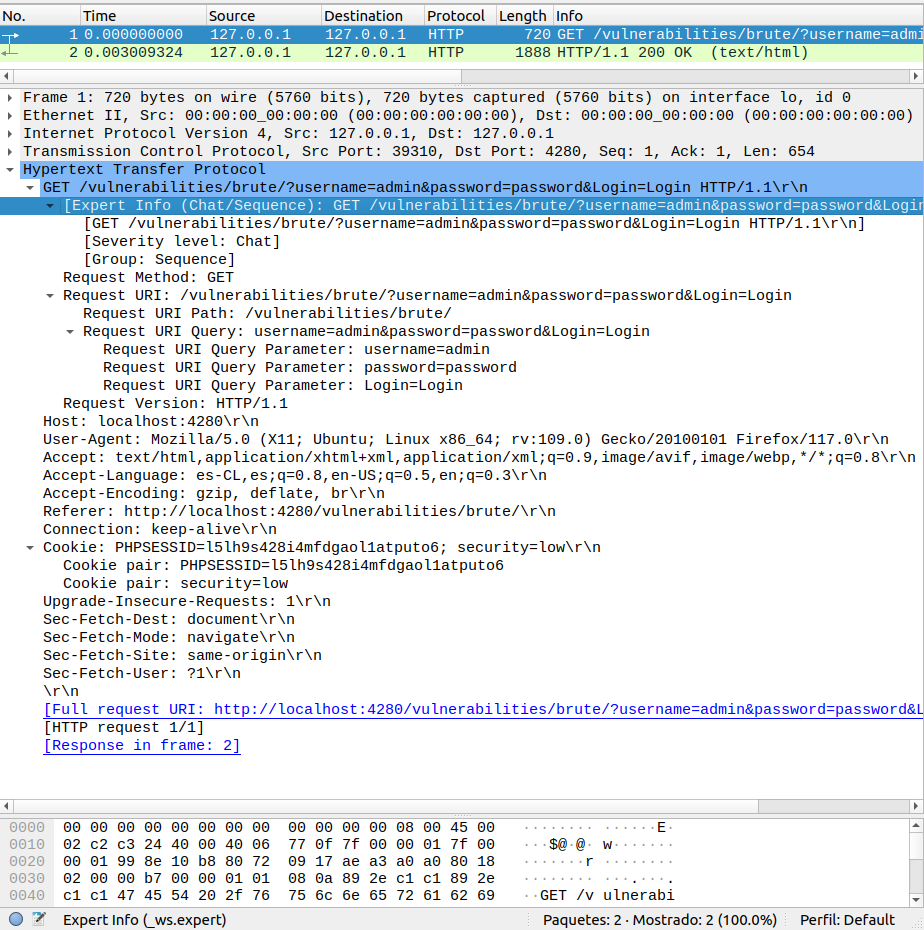 No. Time Source Destination Protocol Length Info
1 0.000000000 127.0.0.1 127.0.0.1 HTTP 720 GET /vulnerabilities/brute/?username=admi
2 0.003009324 127.0.0.1 127.0.0.1 HTTP 1888 HTTP/1.1 200 OK  (text/html)
Frame 1: 720 bytes on wire (5760 bits), 720 bytes captured (5760 bits) on interface lo, id 0
Ethernet II, Src: 00:00:00_00:00:00 (00:00:00:00:00:00), Dst: 00:00:00_00:00:00 (00:00:00:00:00:00)
Internet Protocol Version 4, Src: 127.0.0.1, Dst: 127.0.0.1
Transmission Control Protocol, Src Port: 39310, Dst Port: 4280, Seq: 1, Ack: 1, Len: 654
Hypertext Transfer Protocol
GET /vulnerabilities/brute/?username=admin&password=password&Login=Login HTTP/1.1\r\n
[Expert Info (Chat/Sequence): GET /vulnerabilities/brute/?username=admin&password=password&Login
[GET /vulnerabilities/brute/?username=admin&password=password&Login=Login HTTP/1.1\r\n]
[Severity level: Chat]
[Group: Sequence]
Request Method: GET
Request URI: /vulnerabilities/brute/?username=admin&password=password&Login=Login
Request URI Path: /vulnerabilities/brute/
Request URI Query: username=admin&password=password&Login=Login
Request URI Query Parameter: username=admin
Request URI Query Parameter: password=password
Request URI Query Parameter: Login=Login
Request Version: HTTP/1.1
Host: localhost:4280\r\n
User-Agent: Mozilla/5.0 (X11; Ubuntu; Linux x86_64; rv:109.0) Gecko/20100101 Firefox/117.0\r\n
Accept: text/html,application/xhtml+xml,application/xml;q=0.9,image/avif,image/webp,*/*;q=0.8\r\n
Accept-Language: es-CL,es;q=0.8,en-US;q=0.5,en;q=0.3\r\n
Accept-Encoding: gzip, deflate, br\r\n
Referer: http://localhost:4280/vulnerabilities/brute/\r\n
Connection: keep-alive\r\n
Cookie: PHPSESSID=l5lh9s428i4mfdgaol1atputo6; security=low\r\n
Cookie pair: PHPSESSID=l5lh9s428i4mfdgaol1atputo6
Cookie pair: security=low
Upgrade-Insecure-Requests: 1\r\n
Sec-Fetch-Dest: document\r\n
Sec-Fetch-Mode: navigate\r\n
Sec-Fetch-Site: same-origin\r\n
Sec-Fetch-User: ?1\r\n
\r\n
[Full request URI: http://localhost:4280/vulnerabilities/brute/?username=admin&password=password&L
[HTTP request 1/1]
[Response in frame: 2]
0000 00 00 00 00 00 00 00 00 00 00 00 00 08 00 45 00 ········ ······E·
0010 02 c2 c3 24 40 00 40 06 77 0f 7f 00 00 01 7f 00 ···$@·@· w·······
0020 00 01 99 8e 10 b8 80 72 09 17 ae a3 a0 a0 80 18 ·······r ········
0030 02 00 00 b7 00 00 01 01 08 0a 89 2e c1 c1 89 2e ········ ···.···.
0040 c1 c1 47 45 54 20 2f 76 75 6c 6e 65 72 61 62 69 ··GET /v ulnerabi
Expert Info (_ws.expert) Paquetes: 2 · Mostrado: 2 (100.0%) Perfil: Default